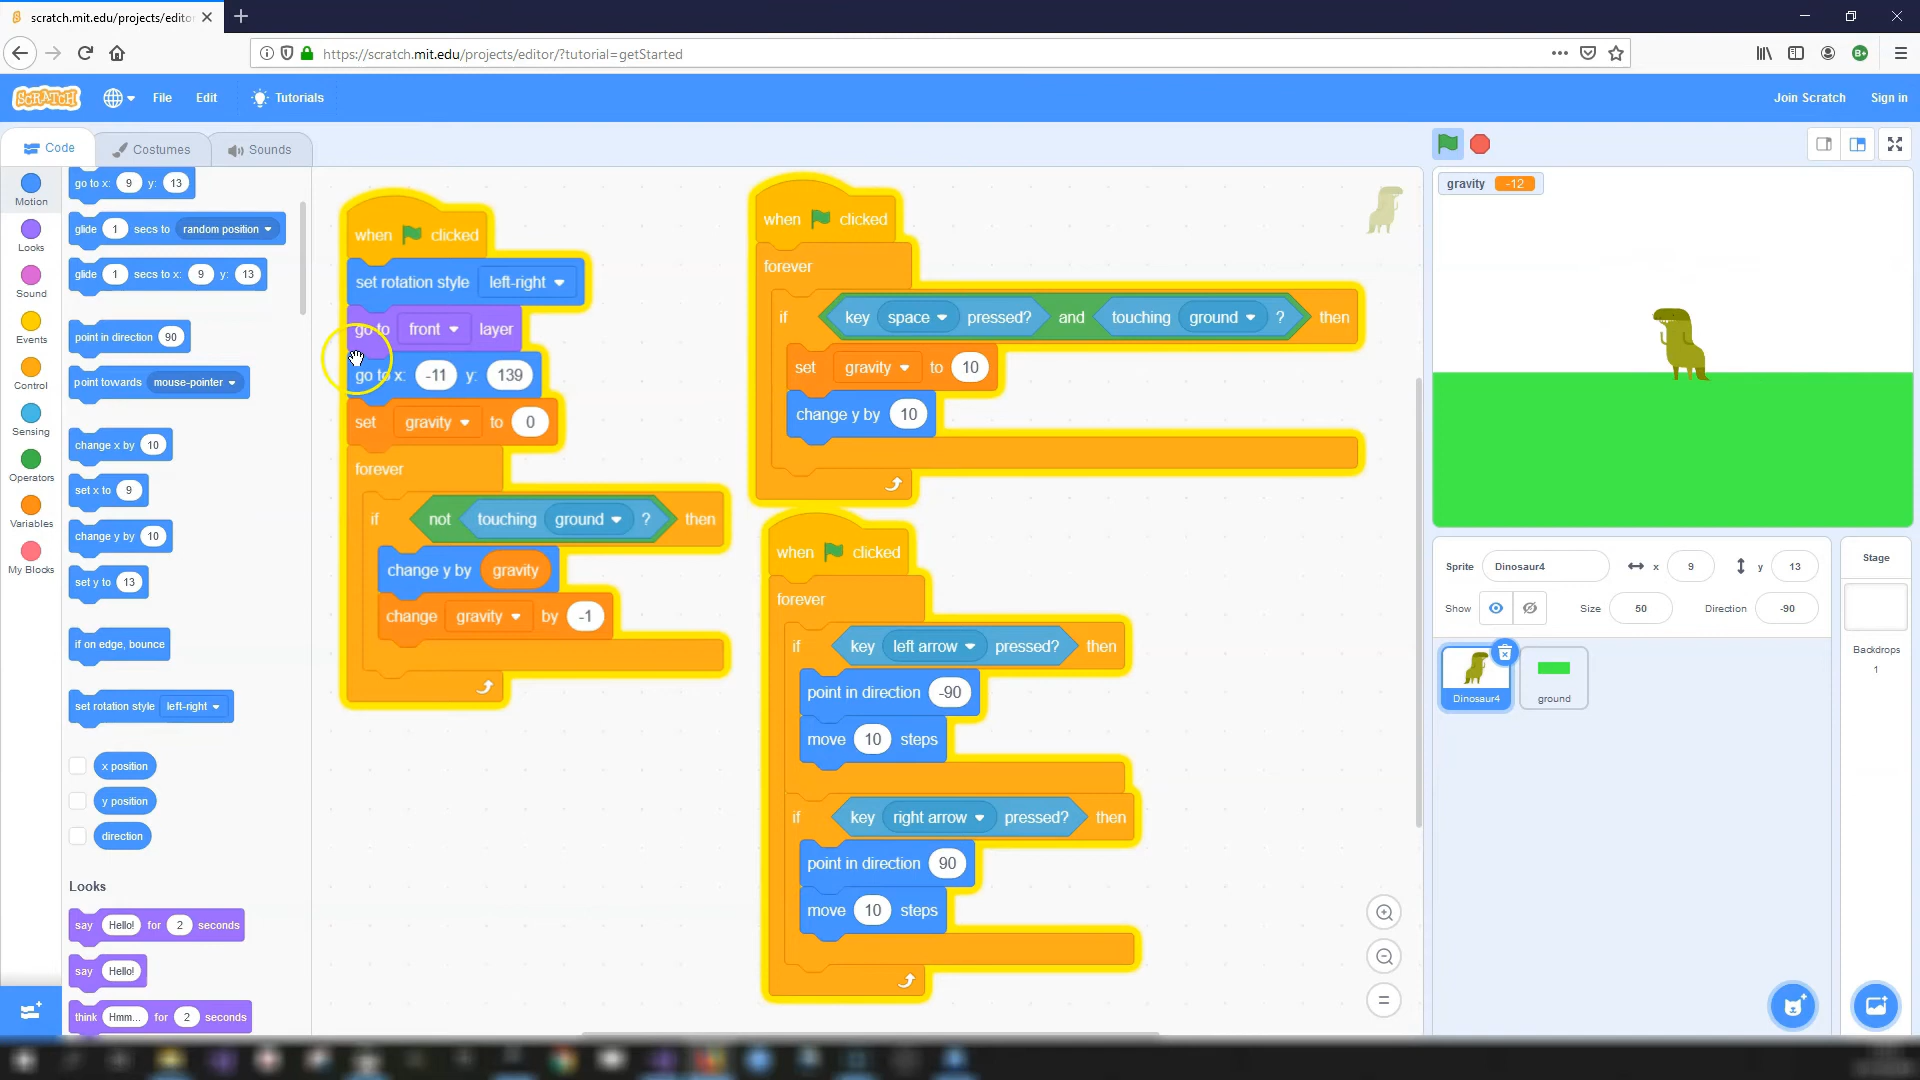 scratch.mit.edu/projects/editor
https://scratch.mit.edu/projects/editor/?tutorial=getStarted
SCRATCH File Edit Tutorials Join Scratch Sign in
Code Costumes Sounds
Motion
Looks
Sound
Events
Control
Sensing
Operators
Variables
My Blocks
go to x: 9 y: 13
glide 1 secs to random position
glide 1 secs to x: 9 y: 13
point in direction 90
point towards mouse-pointer
change x by 10
set x to 9
change y by 10
set y to 13
if on edge, bounce
set rotation style left-right
x position
y position
direction
Looks
say Hello! for 2 seconds
say Hello!
think Hmm... for 2 seconds
when clicked
set rotation style left-right
go to front layer
go to x: -11 y: 139
set gravity to 0
forever
if not touching ground ? then
change y by gravity
change gravity by -1
when clicked
forever
if key space pressed? and touching ground ? then
set gravity to 10
change y by 10
when clicked
forever
if key left arrow pressed? then
point in direction -90
move 10 steps
if key right arrow pressed? then
point in direction 90
move 10 steps
gravity -12
Sprite Dinosaur4 x 9 y 13
Show Size 50 Direction -90
Dinosaur4
ground
Stage
Backdrops
1